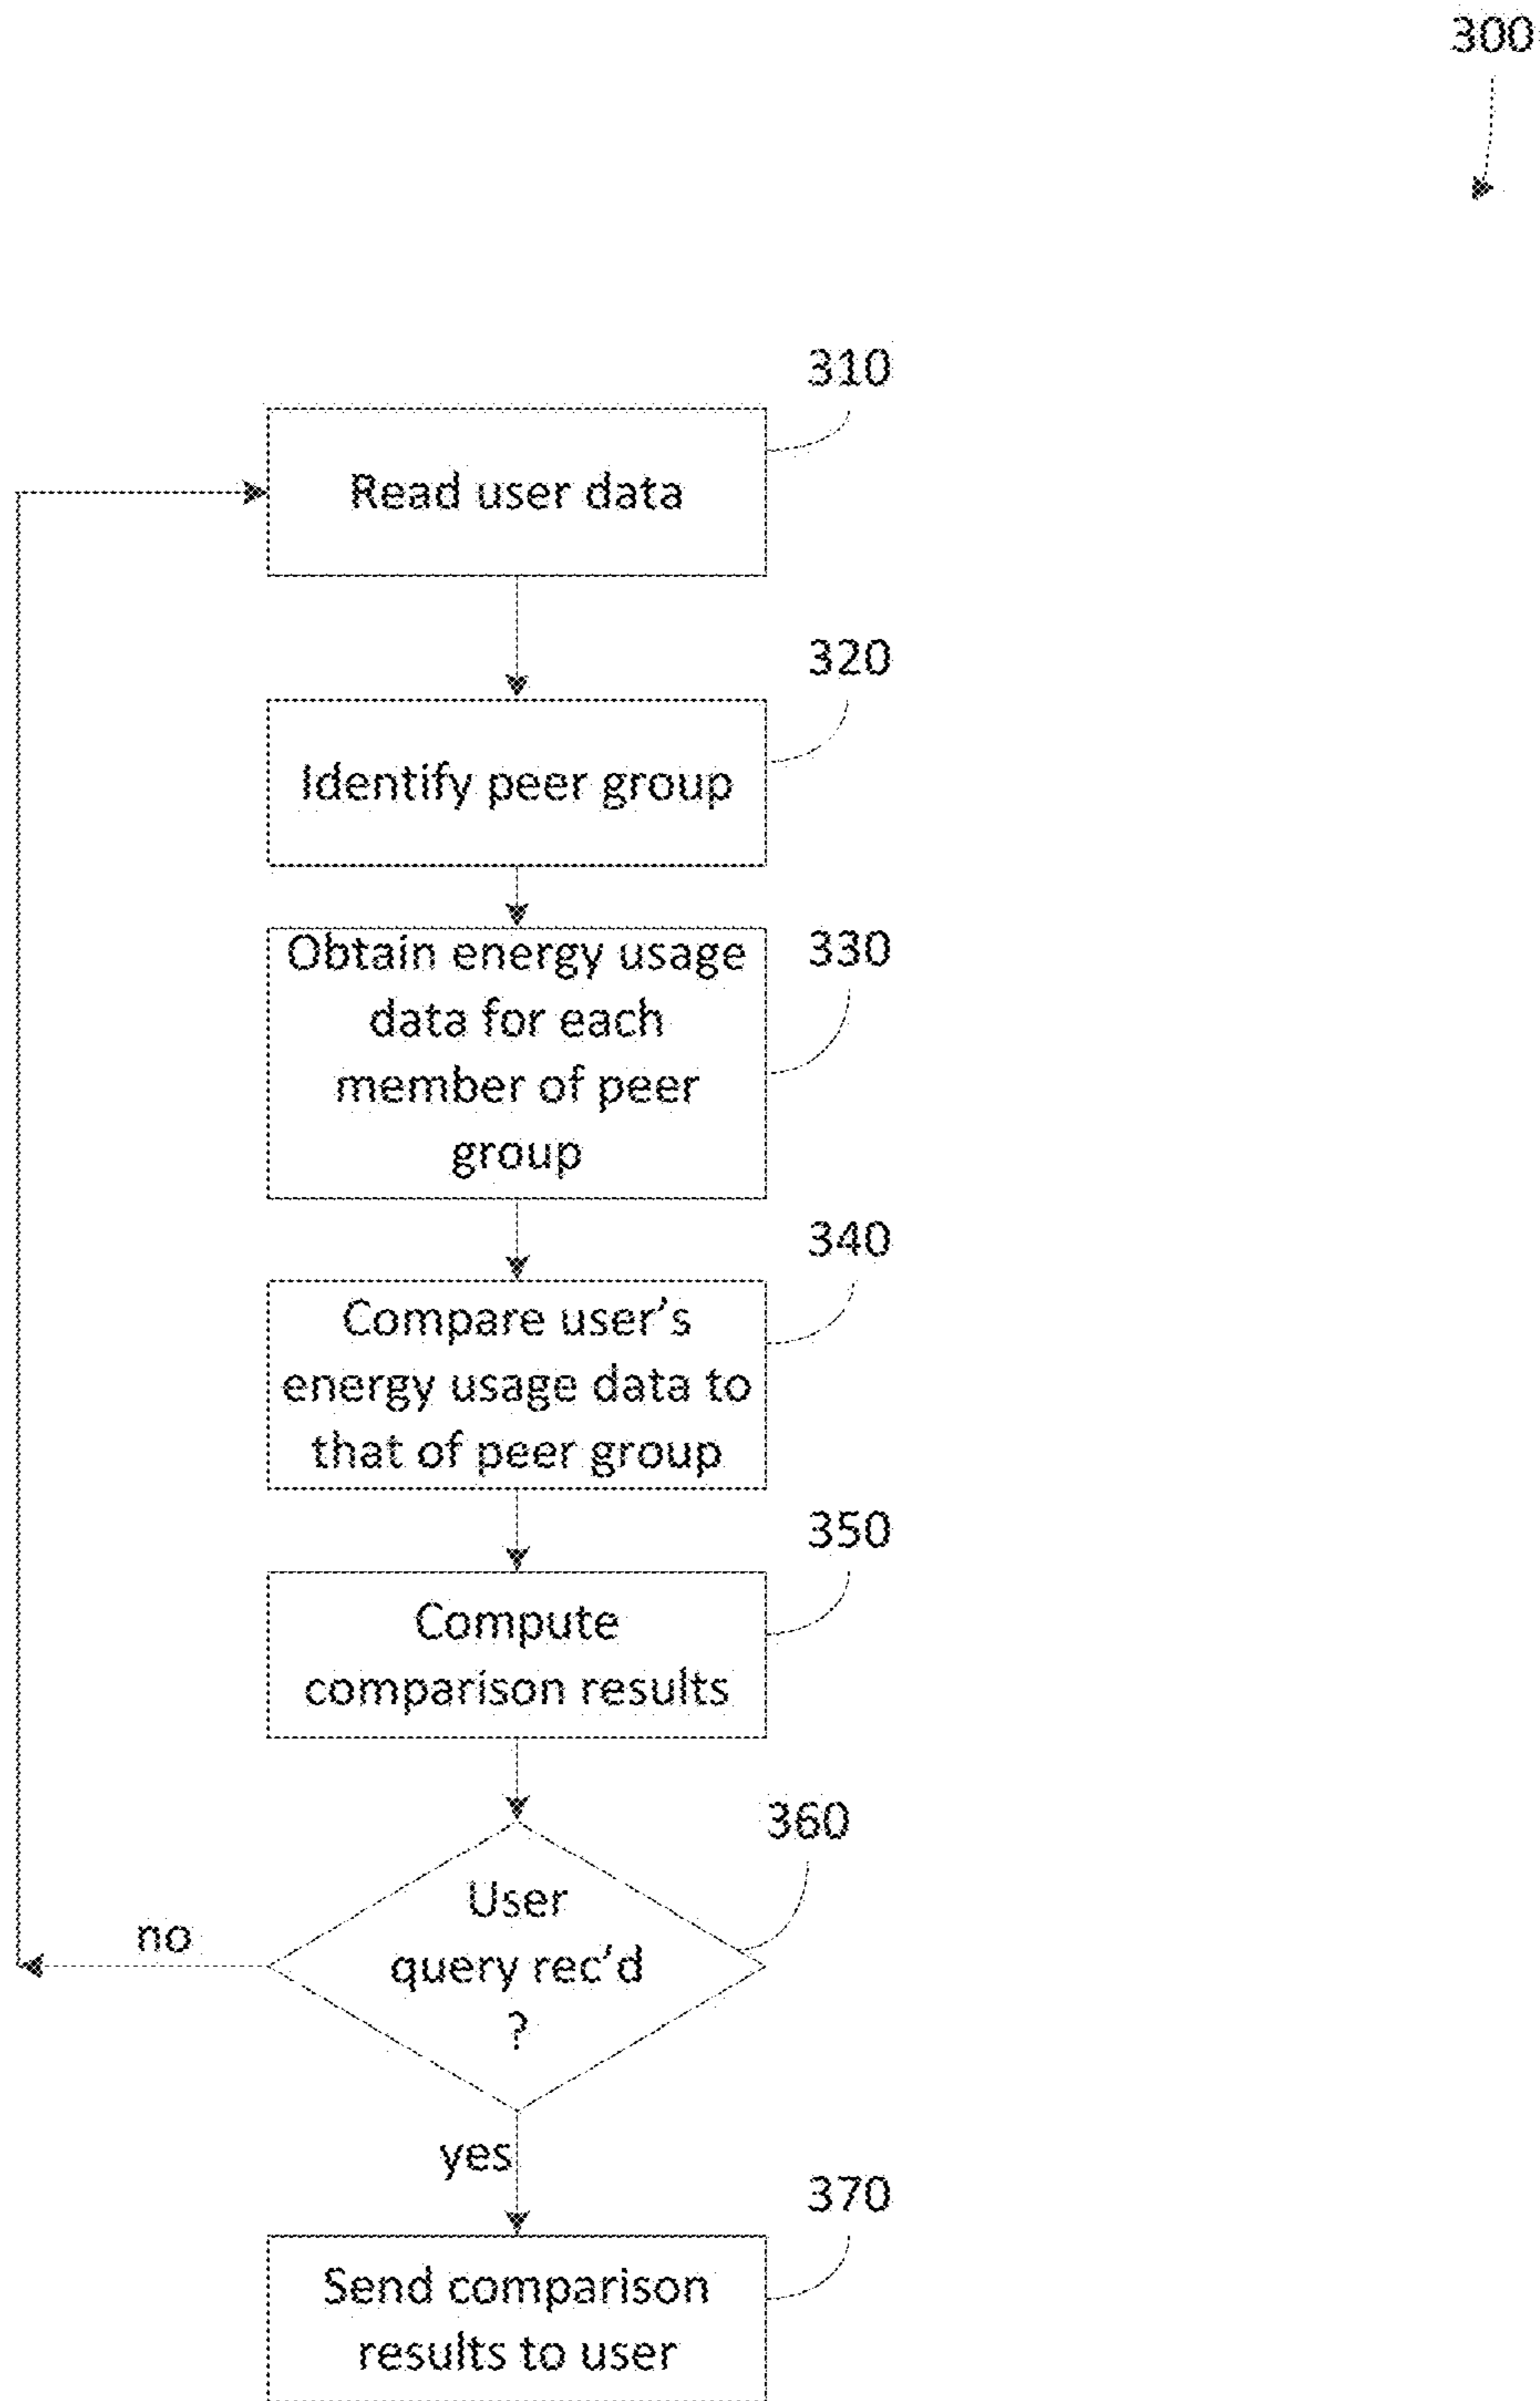 300
310
Read user data
320
Identify peer group
330
Obtain energy usage
data for each
member of peer
group
340
Compare user's
energy usage data to
that of peer group
350
Compute
comparison results
360
User
query rec'd
?
no
yes
370
Send comparison
results to user